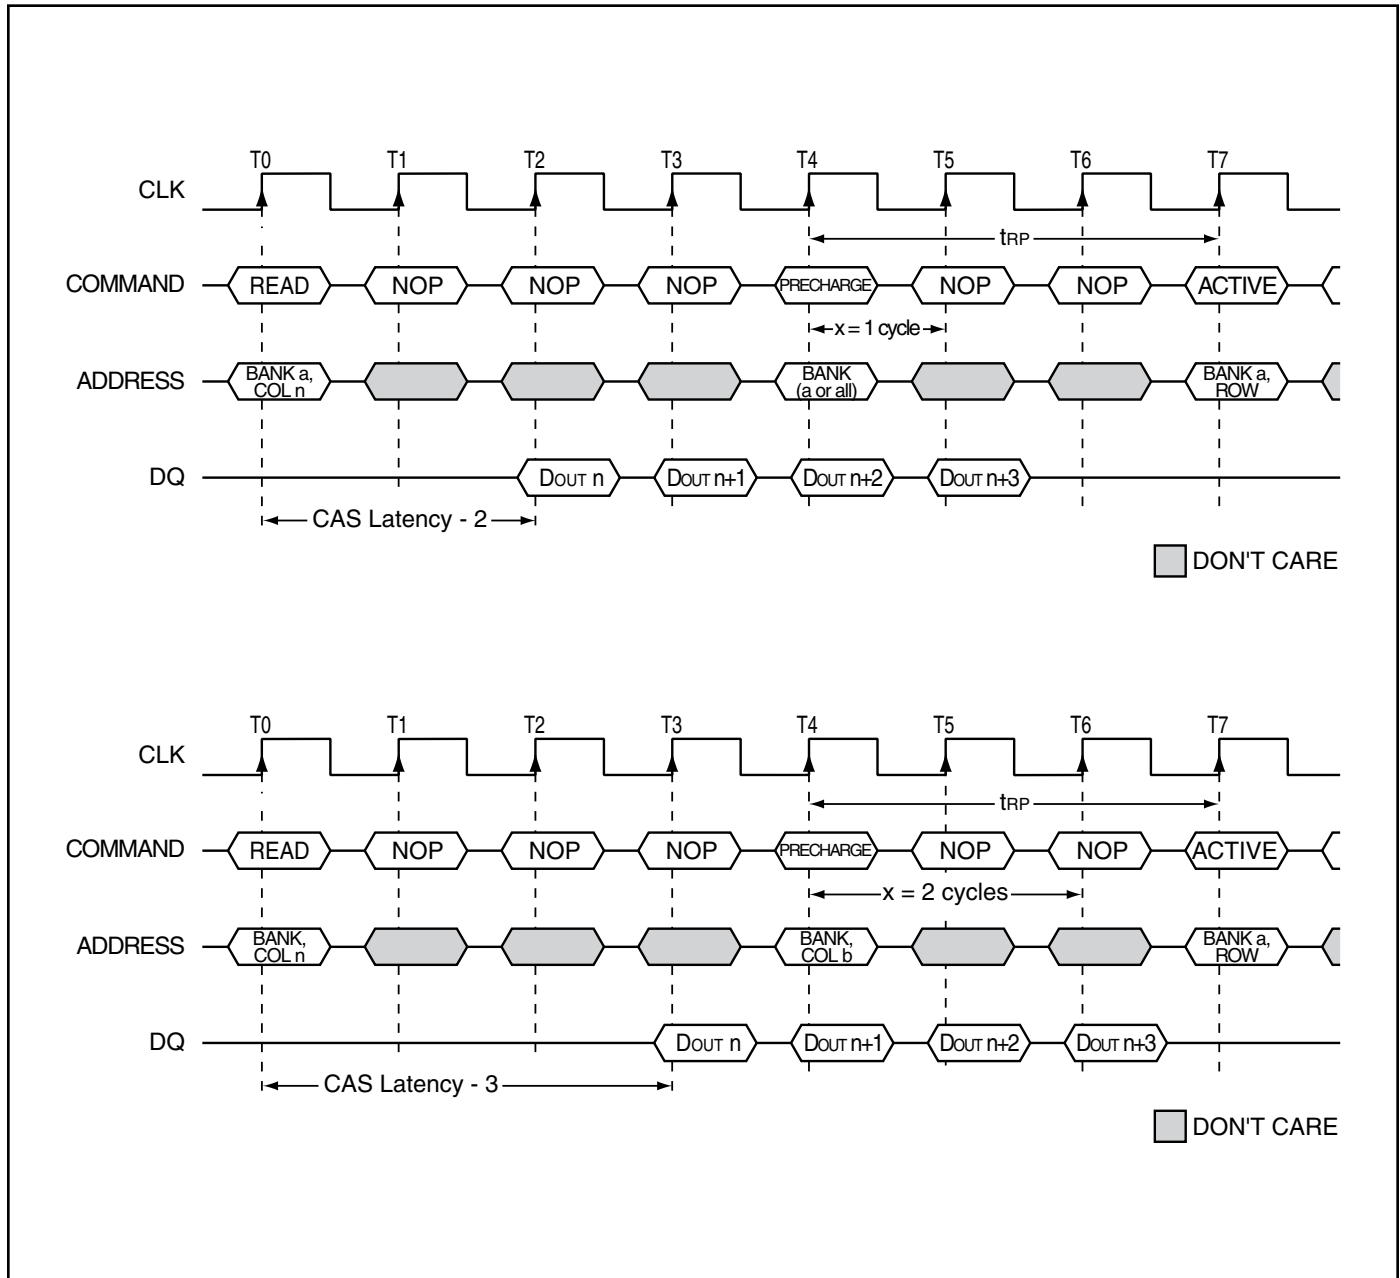 T0 T1 T2 T3 T4 T5 T6 T7
CLK
tRP
COMMAND READ NOP NOP NOP PRECHARGE NOP NOP ACTIVE
x = 1 cycle
ADDRESS BANK a, COL n BANK (a or all) BANK a, ROW
DQ DOUT n DOUT n+1 DOUT n+2 DOUT n+3
CAS Latency - 2
DON'T CARE
T0 T1 T2 T3 T4 T5 T6 T7
CLK
tRP
COMMAND READ NOP NOP NOP PRECHARGE NOP NOP ACTIVE
x = 2 cycles
ADDRESS BANK, COL n BANK, COL b BANK a, ROW
DQ DOUT n DOUT n+1 DOUT n+2 DOUT n+3
CAS Latency - 3
DON'T CARE